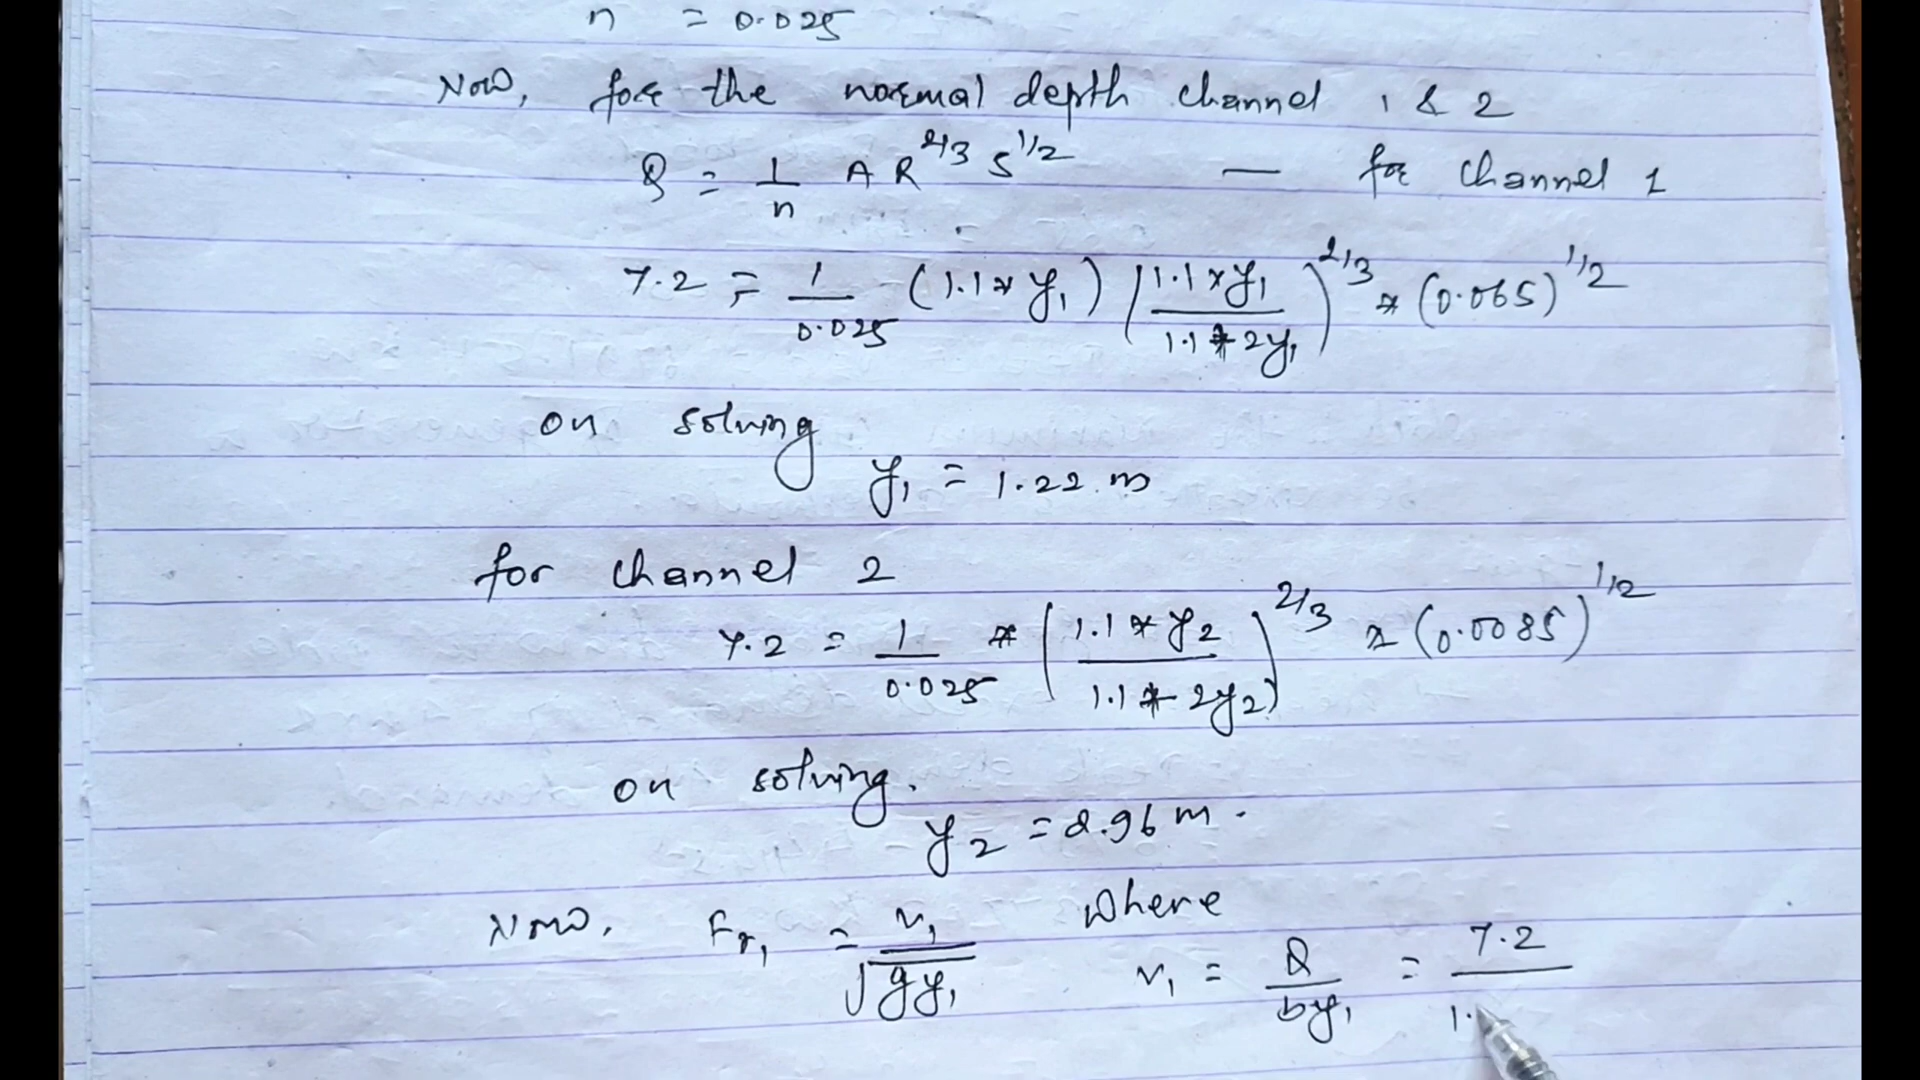 n = 0.025
Now, for the normal depth channel 1 & 2
Q = 1/n A R^2/3 S^1/2 — for channel 1
7.2 = 1/0.025 (1.1 * y₁) (1.1 * y₁ / 1.1 + 2y₁)^2/3 * (0.065)^1/2
on solving
y₁ = 1.22 m
for channel 2
7.2 = 1/0.025 * (1.1 * y₂ / 1.1 + 2y₂)^2/3 * (0.0085)^1/2
on solving.
y₂ = 2.96 m.
Now, Fr₁ = v₁/√gy₁ where
v₁ = Q/by₁ = 7.2/1.